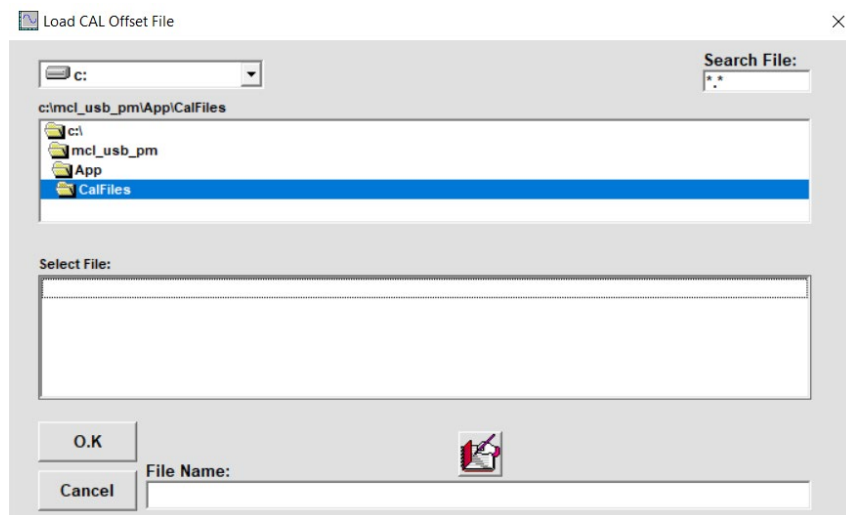 Load CAL Offset File
c:
Search File:
*.*
c:\mcl_usb_pm\App\CalFiles
c:\
mcl_usb_pm
App
CalFiles
Select File:
O.K
File Name:
Cancel